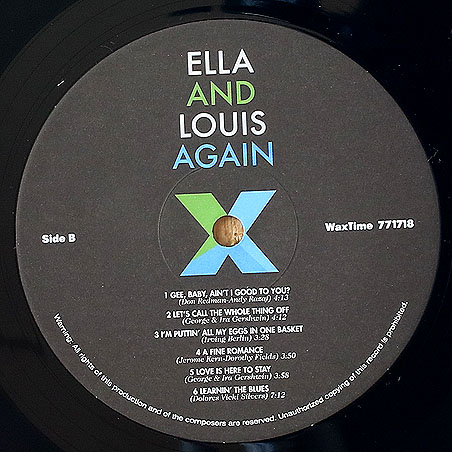 ELLA
AND
LOUIS
AGAIN
X
Side B
WaxTime 771718
1 GEE, BABY, AIN'T I GOOD TO YOU?
(Don Redman-Andy Razaf) 4:13
2 LET'S CALL THE WHOLE THING OFF
(George & Ira Gershwin) 4:12
3 I'M PUTTIN' ALL MY EGGS IN ONE BASKET
(Irving Berlin) 3:28
4 A FINE ROMANCE
(Jerome Kern-Dorothy Fields) 3:50
5 LOVE IS HERE TO STAY
(George & Ira Gershwin) 3:58
6 LEARNIN' THE BLUES
(Dolores Vicki Silvers) 7:12
Warning: All rights of this production and of the composers are reserved. Unauthorized copying of this record is prohibited.